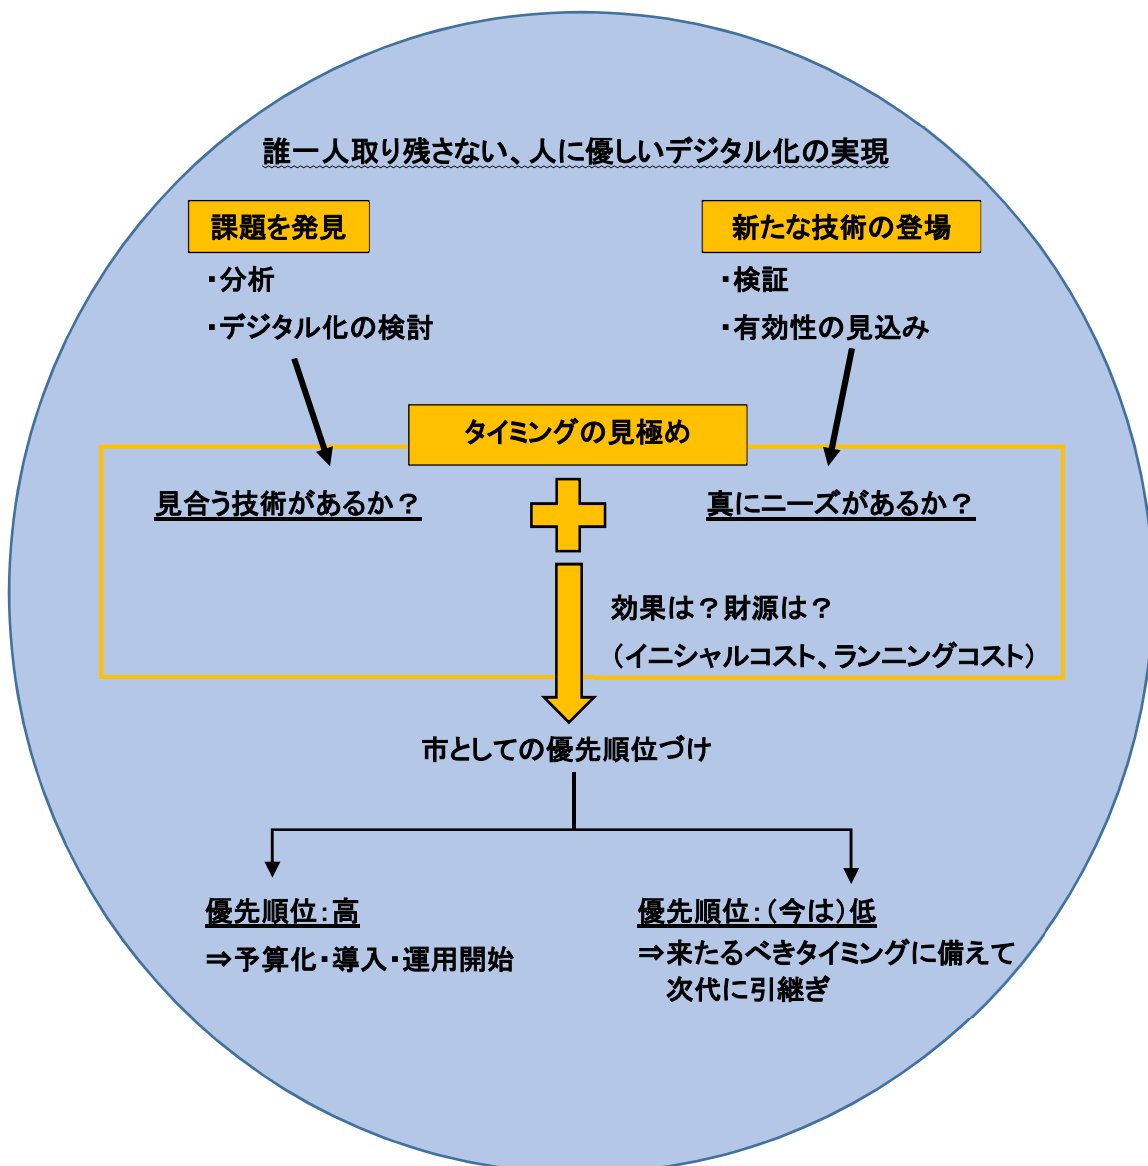 誰一人取り残さない、人に優しいデジタル化の実現
課題を発見
・分析
・デジタル化の検討
新たな技術の登場
・検証
・有効性の見込み
タイミングの見極め
見合う技術があるか？
真にニーズがあるか？
効果は？財源は？
（イニシャルコスト、ランニングコスト）
市としての優先順位づけ
優先順位：高
⇒予算化・導入・運用開始
優先順位：（今は）低
⇒来たるべきタイミングに備えて
次代に引継ぎ